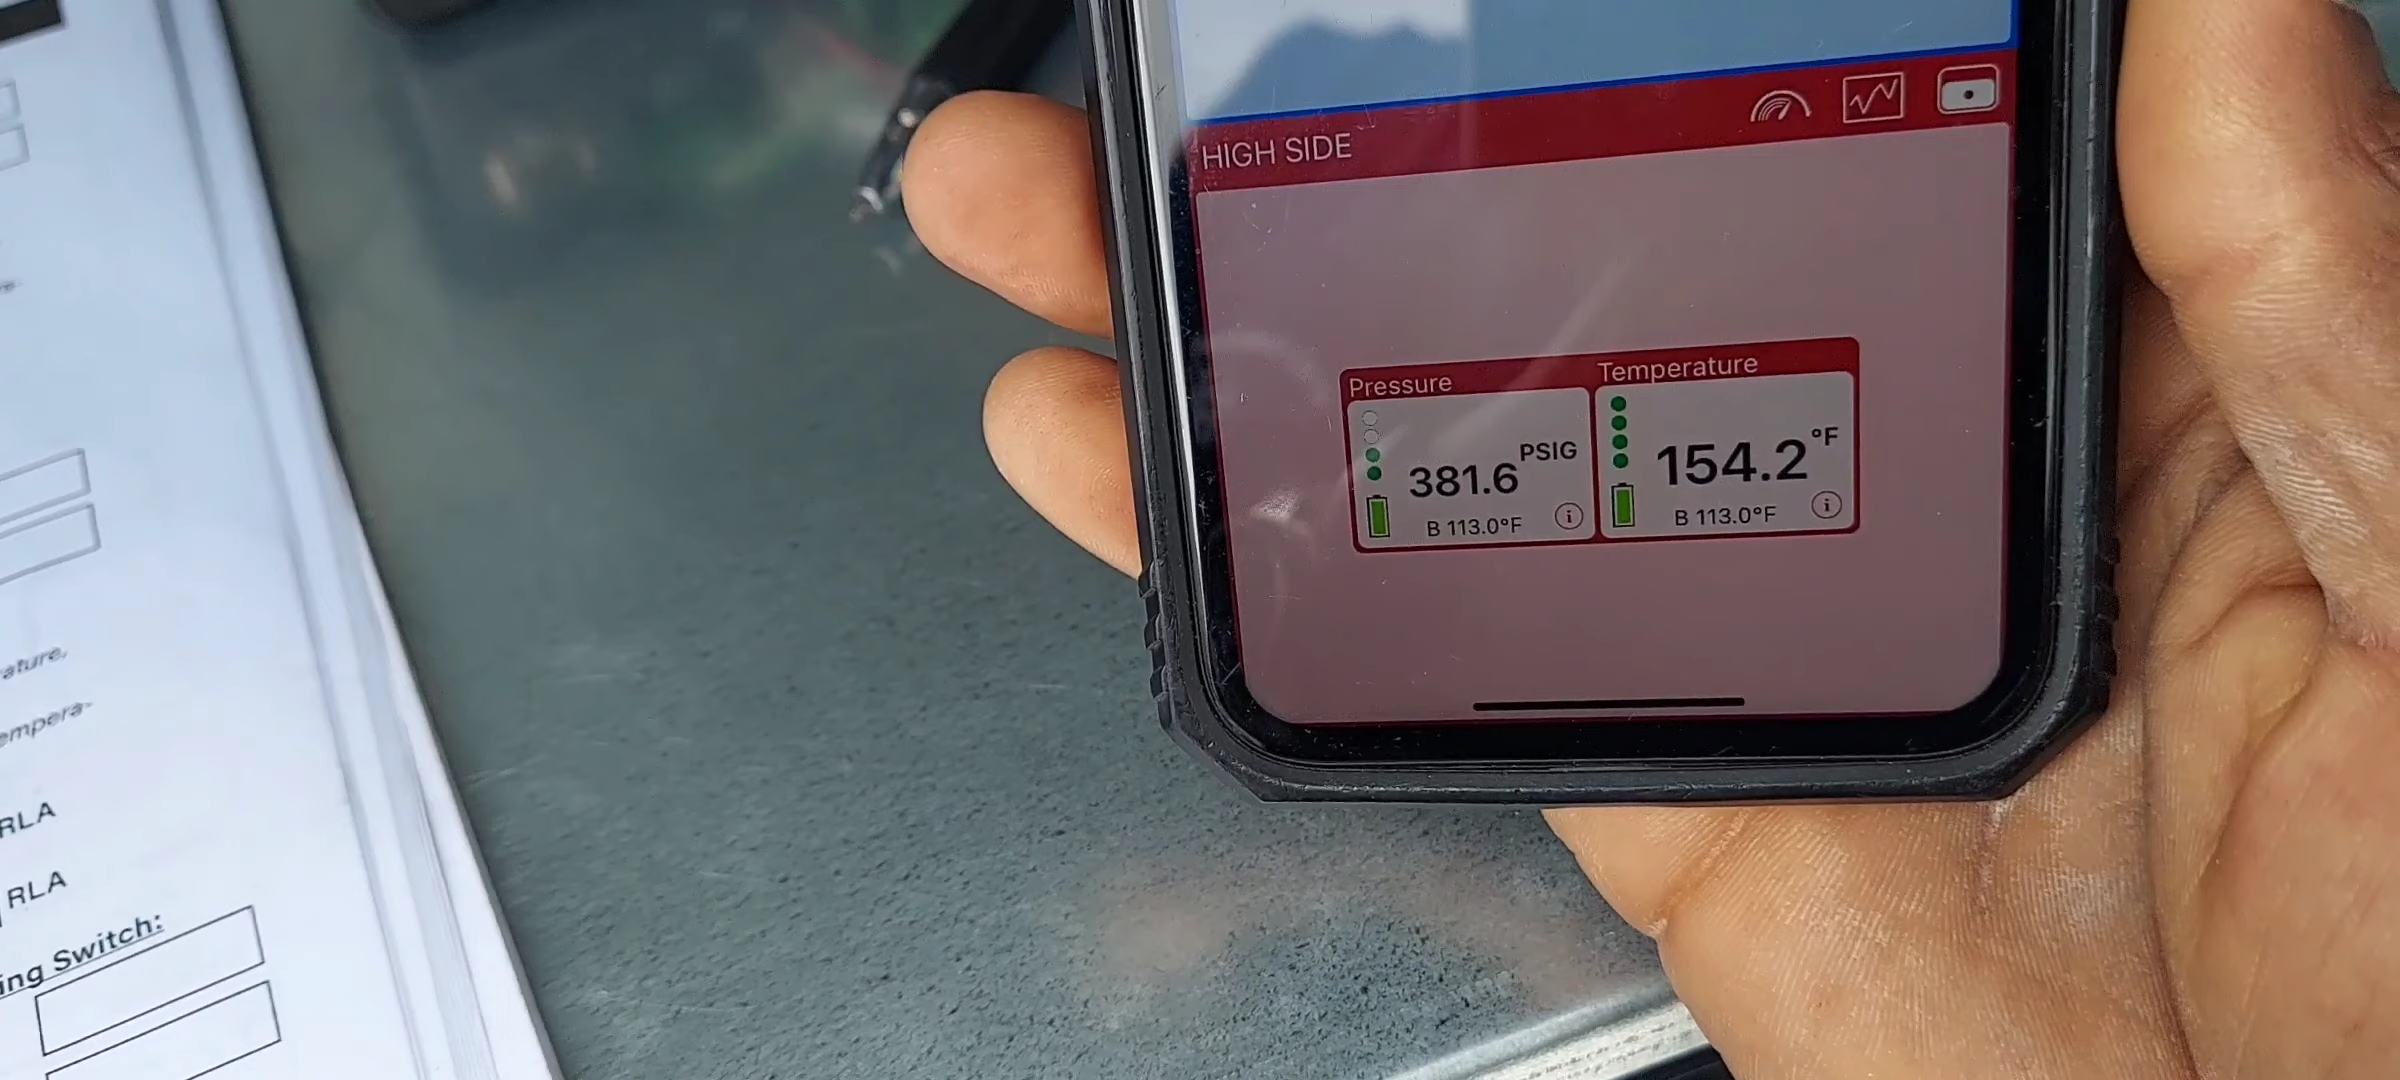 ature,
empera-
RLA
RLA
ing Switch:
HIGH SIDE
Pressure
381.6 PSIG
B 113.0°F
Temperature
154.2 °F
B 113.0°F